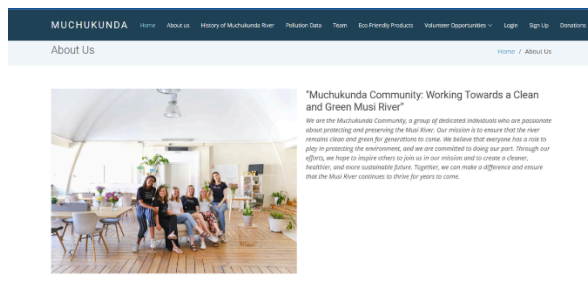 MUCHUKUNDA Home About us History of Muchukunda River Pollution Data Team Eco-Friendly Products Volunteer Opportunities Login Sign Up Donations
About Us Home / About Us
"Muchukunda Community: Working Towards a Clean
and Green Musi River"
We are the Muchukunda Community, a group of dedicated individuals who are passionate
about protecting and preserving the Musi River. Our mission is to ensure that the river
remains clean and green for generations to come. We believe that everyone has a role to
play in protecting the environment, and we are committed to doing our part. Through our
efforts, we hope to inspire others to join us in our mission and to create a cleaner,
healthier, and more sustainable future. Together, we can make a difference and ensure
that the Musi River continues to thrive for years to come.